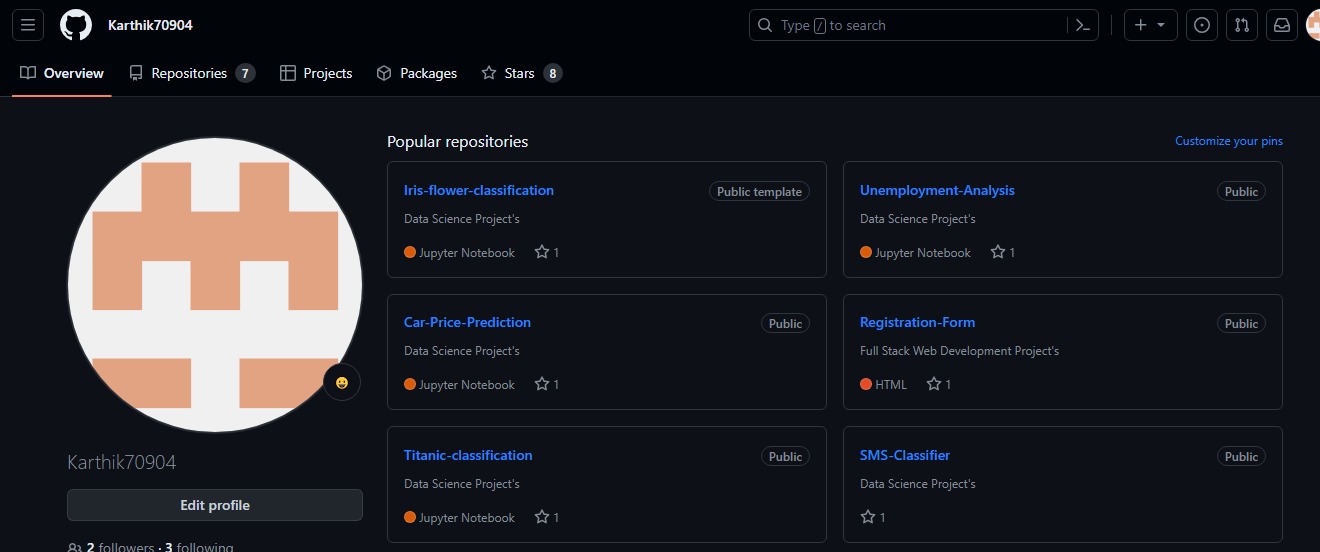 Karthik70904
Type / to search
Overview Repositories 7 Projects Packages Stars 8
Popular repositories
Customize your pins
Iris-flower-classification Public template
Data Science Project's
Jupyter Notebook 1
Unemployment-Analysis Public
Data Science Project's
Jupyter Notebook 1
Car-Price-Prediction Public
Data Science Project's
Jupyter Notebook 1
Registration-Form Public
Full Stack Web Development Project's
HTML 1
Titanic-classification Public
Data Science Project's
Jupyter Notebook 1
SMS-Classifier Public
Data Science Project's
1
Karthik70904
Edit profile
2 followers · 3 following